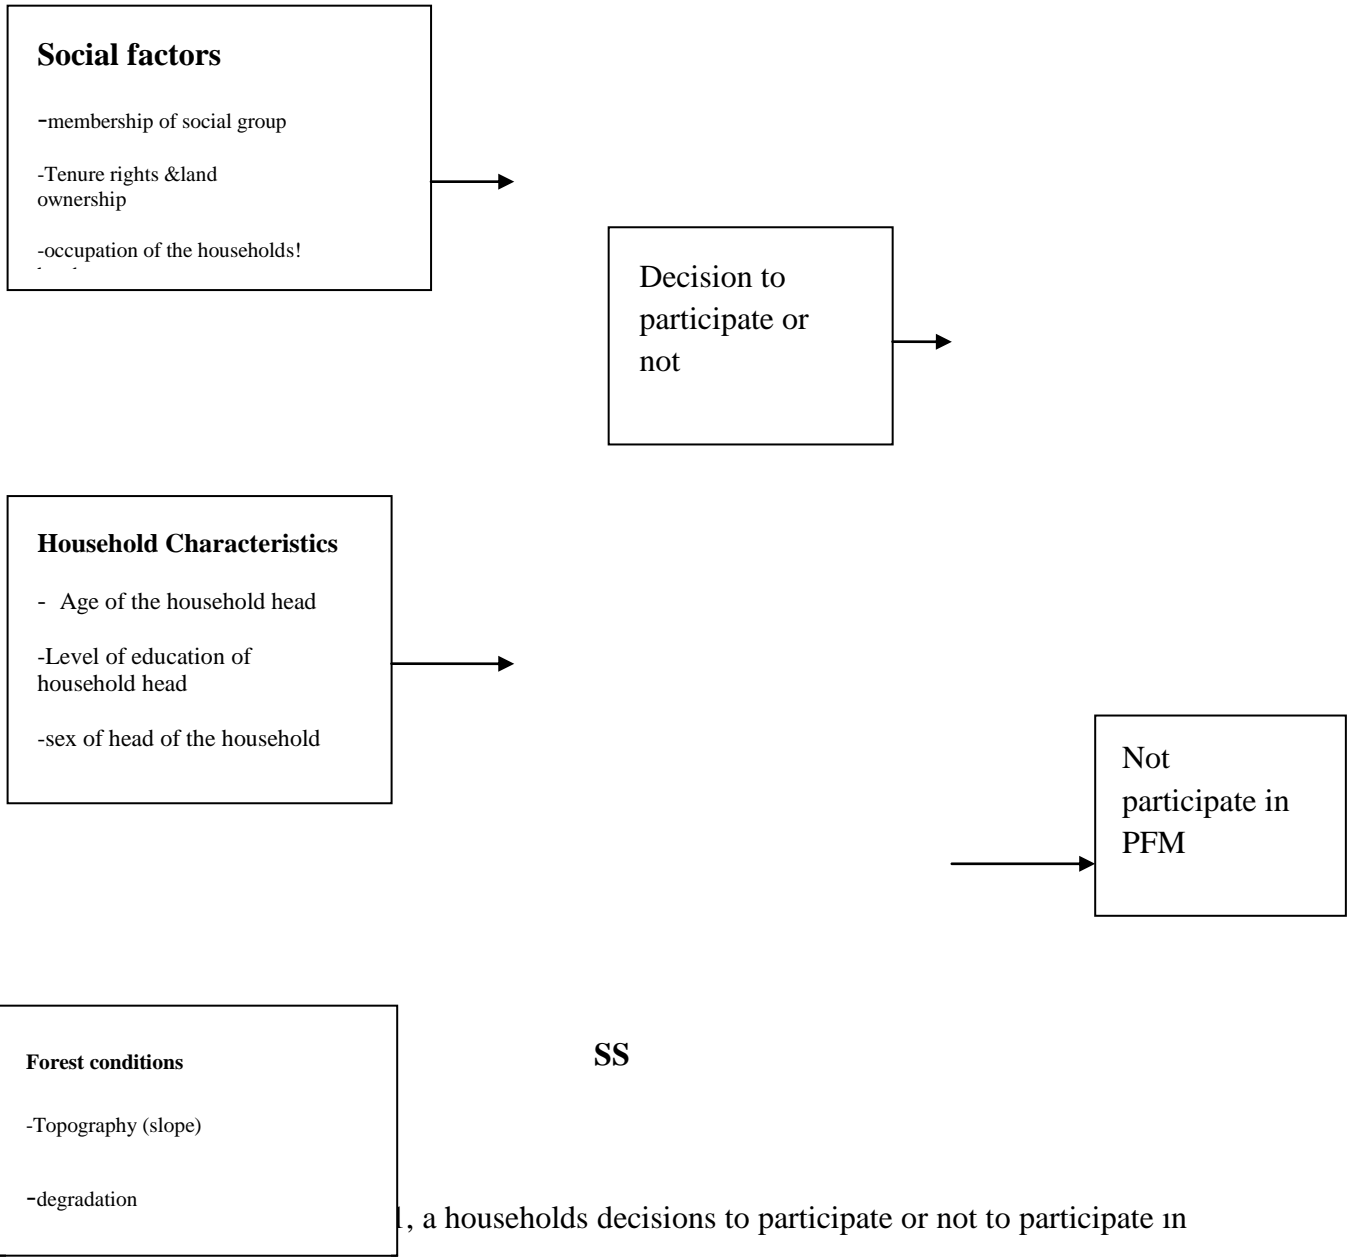 Social factors
-membership of social group
-Tenure rights &land
ownership
-occupation of the households!
Decision to
participate or
not
Household Characteristics
- Age of the household head
-Level of education of
household head
-sex of head of the household
Not
participate in
PFM
Forest conditions
-Topography (slope)
-degradation
SS
, a households decisions to participate or not to participate in